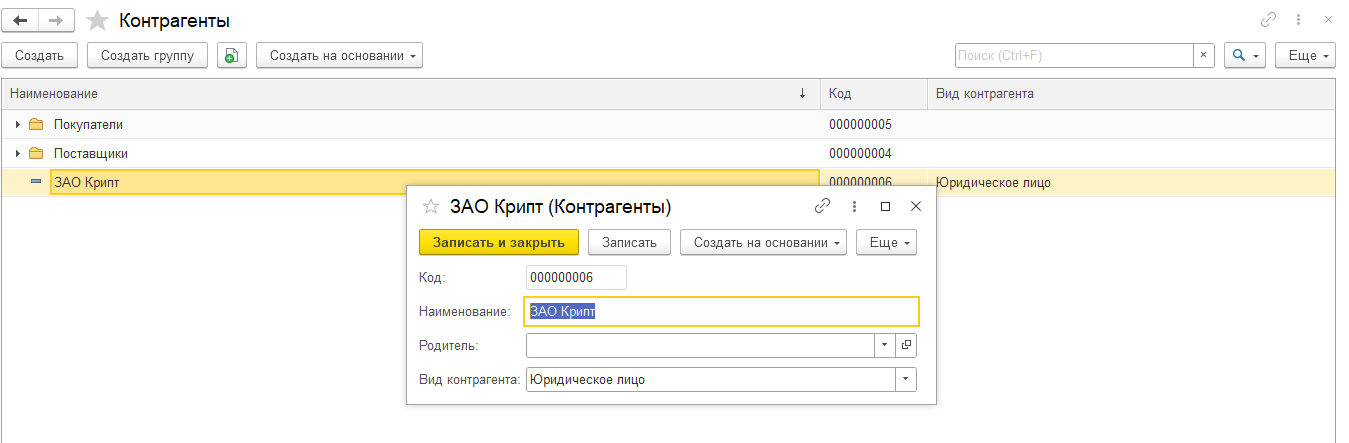 Контрагенты
Создать Создать группу Создать на основании Поиск (Ctrl+F) × Еще
Наименование ↓ Код Вид контрагента
Покупатели 000000005
Поставщики 000000004
ЗАО Крипт 000000006 Юридическое лицо
ЗАО Крипт (Контрагенты)
Записать и закрыть Записать Создать на основании Еще
Код: 000000006
Наименование: ЗАО Крипт
Родитель:
Вид контрагента: Юридическое лицо